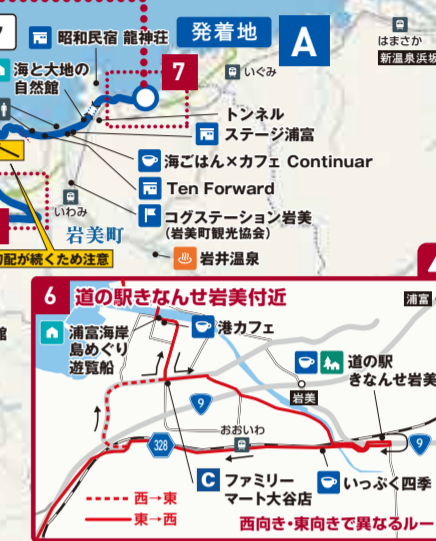 昭和民宿 龍神荘
発着地
A
はまさか
新温泉浜坂
海と大地の
自然館
7
いぐみ
トンネル
ステージ浦富
海ごはん×カフェ Continuar
Ten Forward
いわみ
コグステーション岩美
(岩美町観光協会)
岩美町
岩井温泉
勾配が続くため注意
6 道の駅きなんせ岩美付近
浦富
館
浦富海岸
島めぐり
遊覧船
港カフェ
道の駅
きなんせ岩美
岩美
9
328
おおいわ
9
C ファミリー
マート大谷店
いっぷく四季
西→東
東→西
西向き・東向きで異なるルー